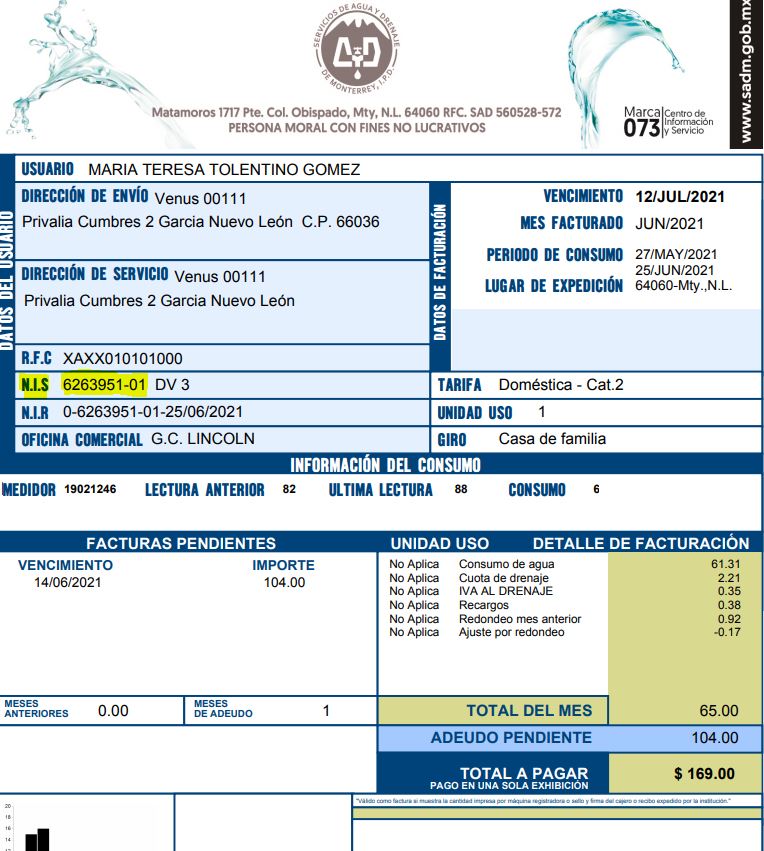 SERVICIOS DE AGUA Y DRENAJE
DE MONTERREY, I.P.D.
Matamoros 1717 Pte. Col. Obispado, Mty, N.L. 64060 RFC. SAD 560528-572
PERSONA MORAL CON FINES NO LUCRATIVOS
Marca 073 Centro de Información y Servicio
www.sadm.gob.mx
DATOS DEL USUARIO
USUARIO MARIA TERESA TOLENTINO GOMEZ
DIRECCIÓN DE ENVÍO Venus 00111
Privalia Cumbres 2 Garcia Nuevo León C.P. 66036
DIRECCIÓN DE SERVICIO Venus 00111
Privalia Cumbres 2 Garcia Nuevo León
R.F.C XAXX010101000
N.I.S 6263951-01 DV 3
N.I.R 0-6263951-01-25/06/2021
OFICINA COMERCIAL G.C. LINCOLN
DATOS DE FACTURACIÓN
VENCIMIENTO 12/JUL/2021
MES FACTURADO JUN/2021
PERIODO DE CONSUMO 27/MAY/2021
25/JUN/2021
LUGAR DE EXPEDICIÓN 64060-Mty.,N.L.
TARIFA Doméstica - Cat.2
UNIDAD USO 1
GIRO Casa de familia
INFORMACIÓN DEL CONSUMO
MEDIDOR 19021246 LECTURA ANTERIOR 82 ULTIMA LECTURA 88 CONSUMO 6
FACTURAS PENDIENTES
VENCIMIENTO IMPORTE
14/06/2021 104.00
MESES ANTERIORES 0.00 MESES DE ADEUDO 1
UNIDAD USO DETALLE DE FACTURACIÓN
No Aplica Consumo de agua 61.31
No Aplica Cuota de drenaje 2.21
No Aplica IVA AL DRENAJE 0.35
No Aplica Recargos 0.38
No Aplica Redondeo mes anterior 0.92
No Aplica Ajuste por redondeo -0.17
TOTAL DEL MES 65.00
ADEUDO PENDIENTE 104.00
TOTAL A PAGAR $ 169.00
PAGO EN UNA SOLA EXHIBICIÓN
"Válido como factura si muestra la cantidad impresa por máquina registradora o sello y firma del cajero o recibo expedido por la institución."
20
18
16
14
12